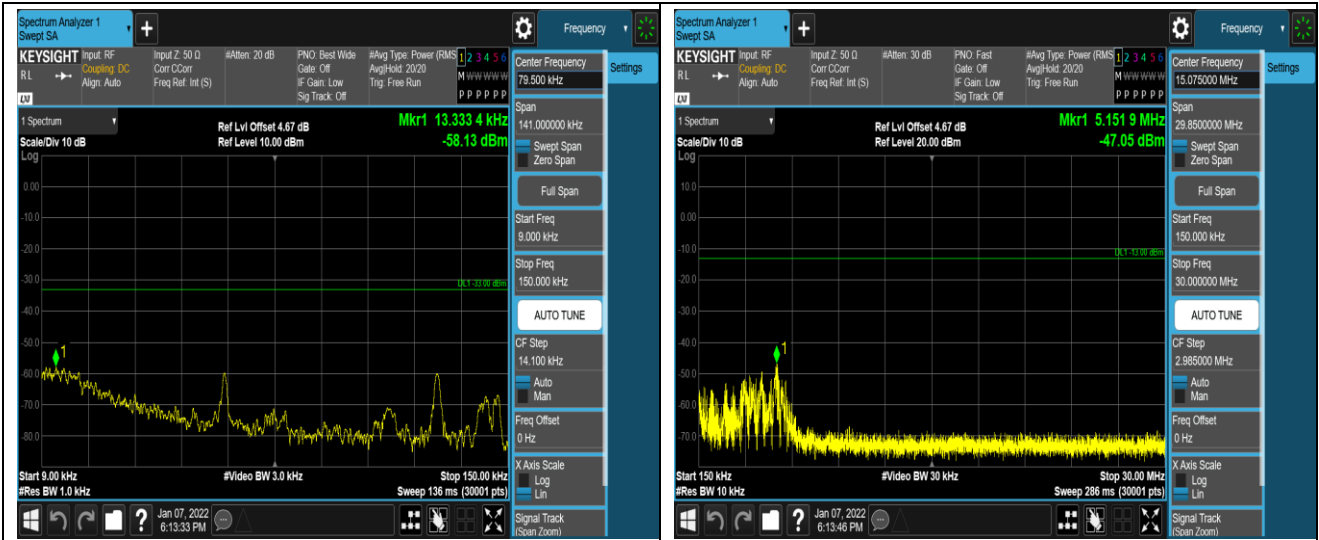 Spectrum Analyzer 1
Swept SA
Frequency
KEYSIGHT
RL
LXI
Input: RF
Coupling: DC
Align: Auto
Input Z: 50 Ω
Corr CCorr
Freq Ref: Int (S)
#Atten: 20 dB
PNO: Best Wide
Gate: Off
IF Gain: Low
Sig Track: Off
#Avg Type: Power (RMS
Avg|Hold: 20/20
Trig: Free Run
1 2 3 4 5 6
M W W W W W
P P P P P P
Center Frequency
79.500 kHz
Settings
Span
141.000000 kHz
Swept Span
Zero Span
Full Span
Start Freq
9.000 kHz
Stop Freq
150.000 kHz
AUTO TUNE
CF Step
14.100 kHz
Auto
Man
Freq Offset
0 Hz
X Axis Scale
Log
Lin
Signal Track
(Span Zoom)
1 Spectrum
Scale/Div 10 dB
Log
Ref Lvl Offset 4.67 dB
Ref Level 10.00 dBm
Mkr1 13.333 4 kHz
-58.13 dBm
0.00
-10.0
-20.0
-30.0
-40.0
-50.0
-60.0
-70.0
-80.0
DL1 -33.00 dBm
1
Start 9.00 kHz
#Res BW 1.0 kHz
#Video BW 3.0 kHz
Stop 150.00 kHz
Sweep 136 ms (30001 pts)
?
Jan 07, 2022
6:13:33 PM
Spectrum Analyzer 1
Swept SA
Frequency
KEYSIGHT
RL
LXI
Input: RF
Coupling: DC
Align: Auto
Input Z: 50 Ω
Corr CCorr
Freq Ref: Int (S)
#Atten: 30 dB
PNO: Fast
Gate: Off
IF Gain: Low
Sig Track: Off
#Avg Type: Power (RMS
Avg|Hold: 20/20
Trig: Free Run
1 2 3 4 5 6
M W W W W W
P P P P P P
Center Frequency
15.075000 MHz
Settings
Span
29.8500000 MHz
Swept Span
Zero Span
Full Span
Start Freq
150.000 kHz
Stop Freq
30.000000 MHz
AUTO TUNE
CF Step
2.985000 MHz
Auto
Man
Freq Offset
0 Hz
X Axis Scale
Log
Lin
Signal Track
(Span Zoom)
1 Spectrum
Scale/Div 10 dB
Log
Ref Lvl Offset 4.67 dB
Ref Level 20.00 dBm
Mkr1 5.151 9 MHz
-47.05 dBm
10.0
0.00
-10.0
-20.0
-30.0
-40.0
-50.0
-60.0
-70.0
DL1 -13.00 dBm
1
Start 150 kHz
#Res BW 10 kHz
#Video BW 30 kHz
Stop 30.00 MHz
Sweep 286 ms (30001 pts)
?
Jan 07, 2022
6:13:46 PM